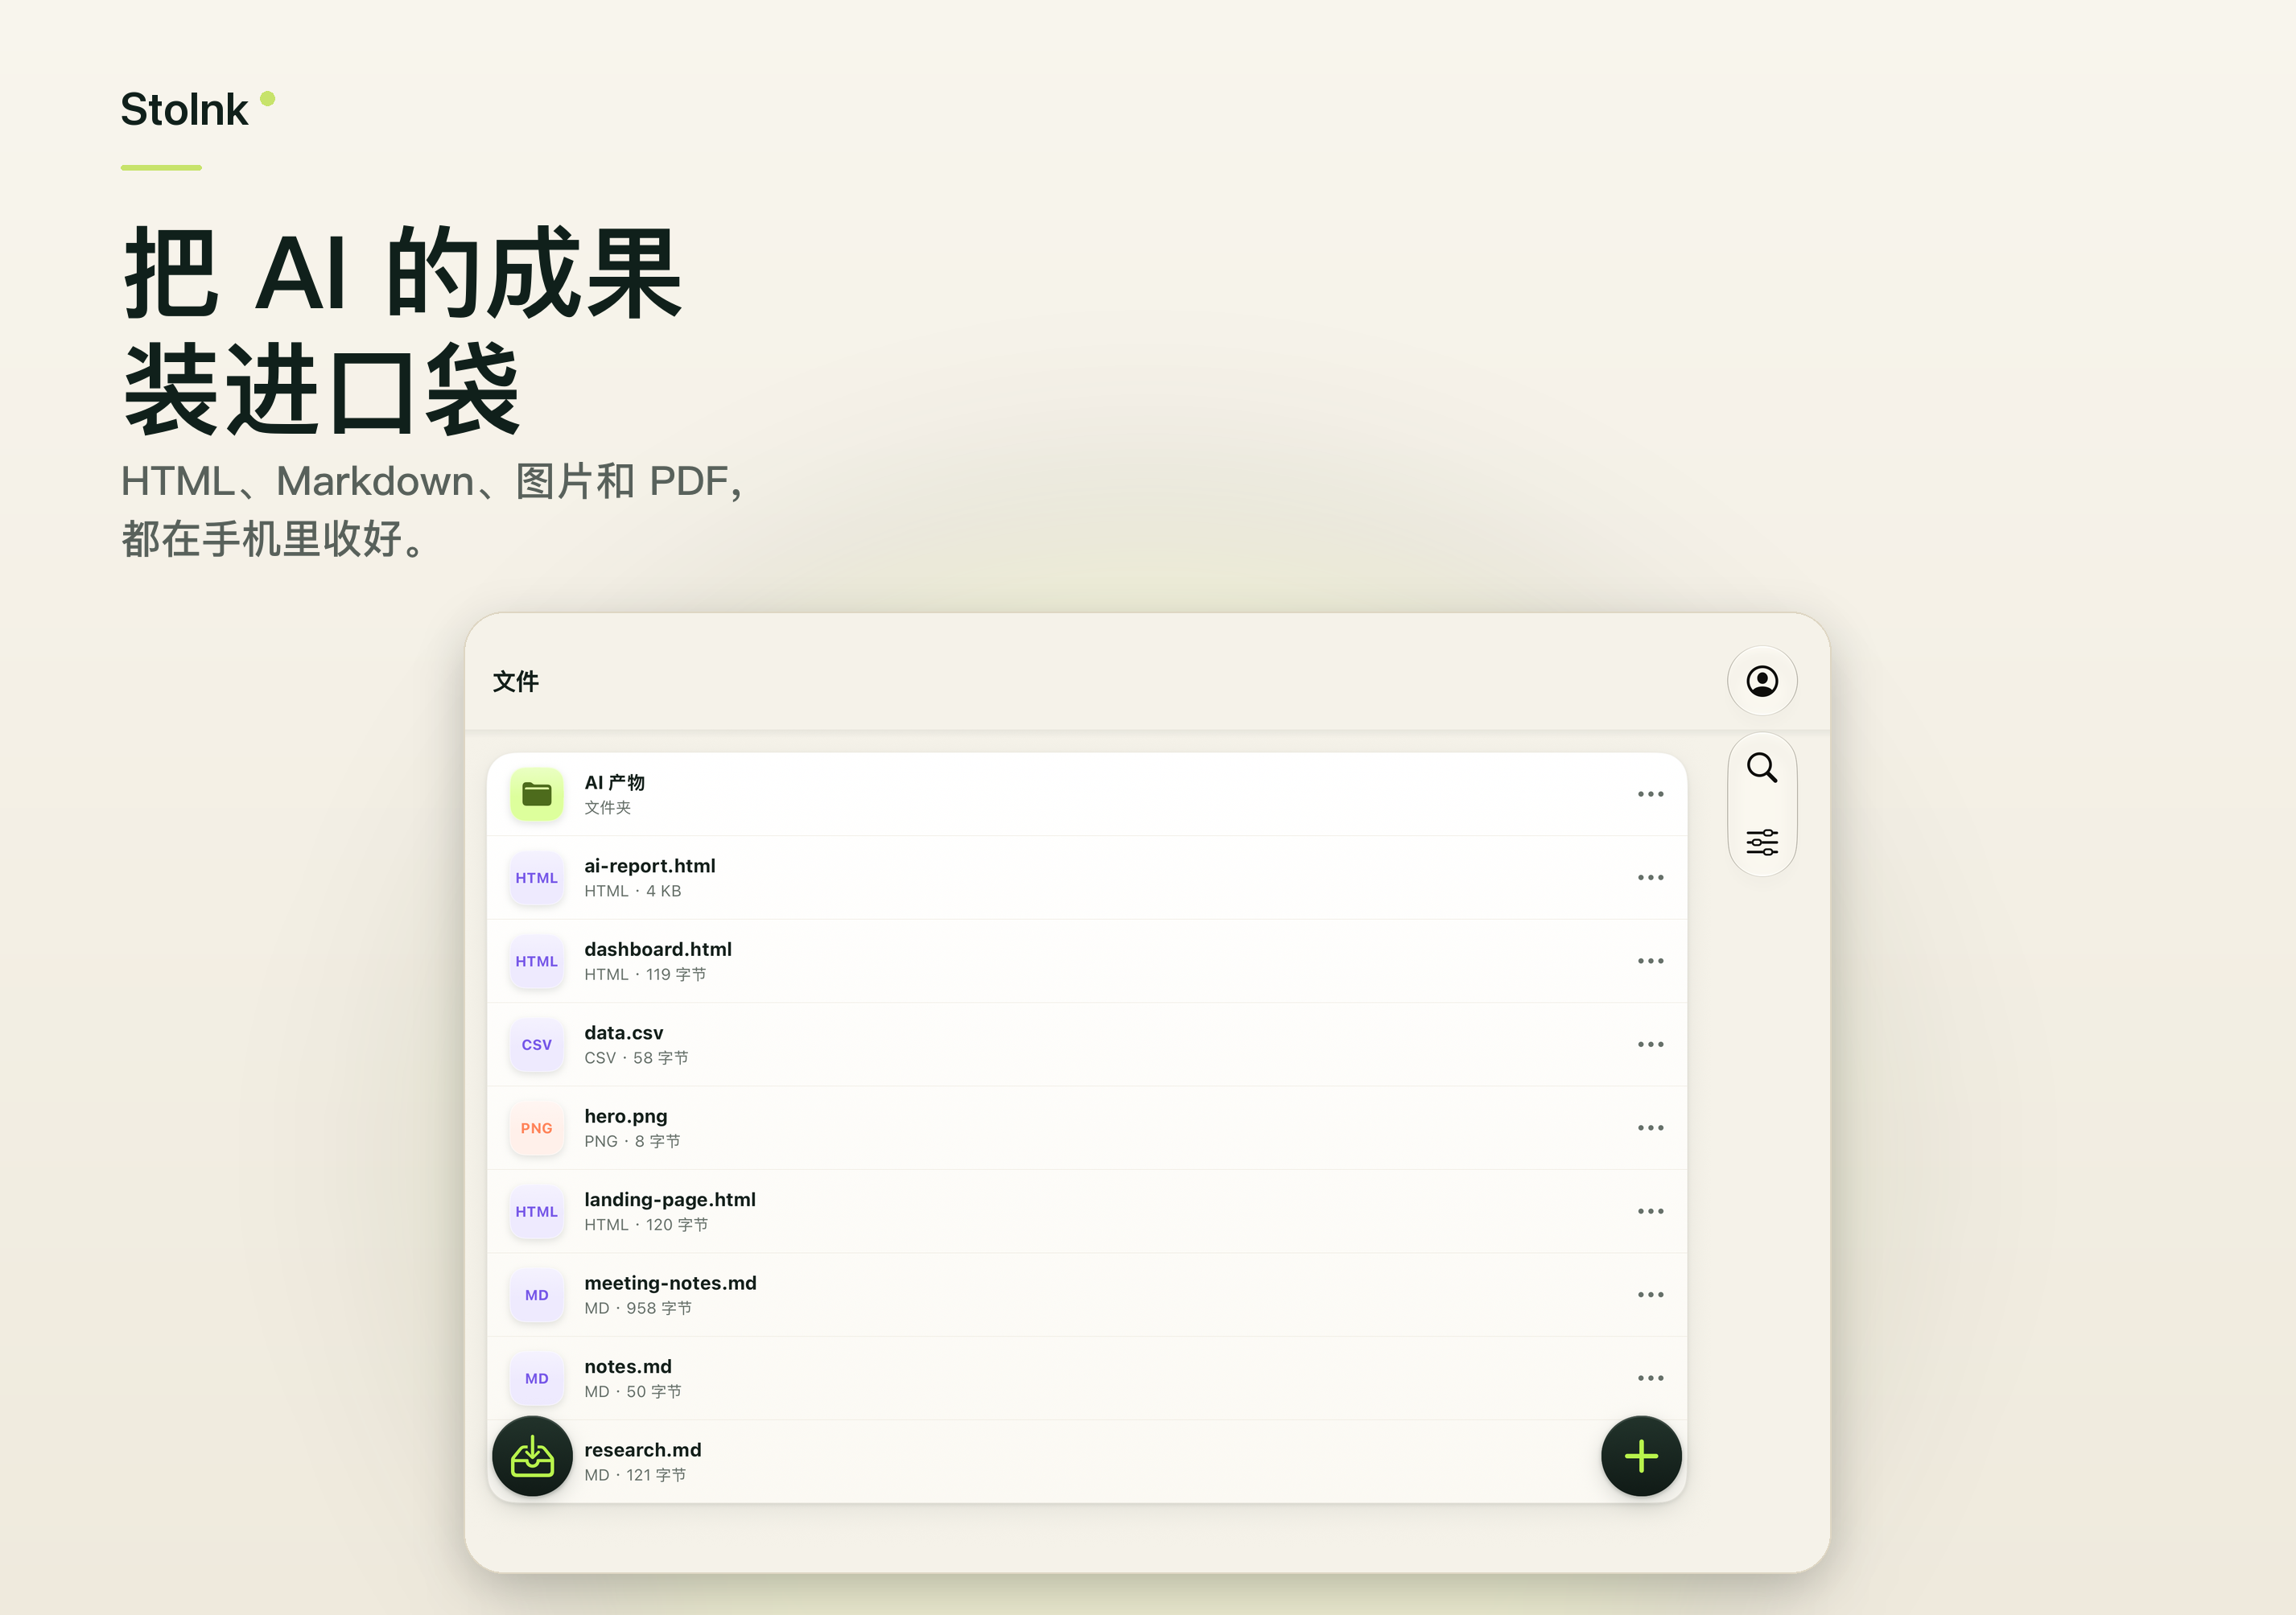 Stolnk
把 AI 的成果
装进口袋
HTML、Markdown、图片和 PDF，
都在手机里收好。
文件
AI 产物
文件夹
HTML
ai-report.html
HTML · 4 KB
HTML
dashboard.html
HTML · 119 字节
CSV
data.csv
CSV · 58 字节
PNG
hero.png
PNG · 8 字节
HTML
landing-page.html
HTML · 120 字节
MD
meeting-notes.md
MD · 958 字节
MD
notes.md
MD · 50 字节
research.md
MD · 121 字节